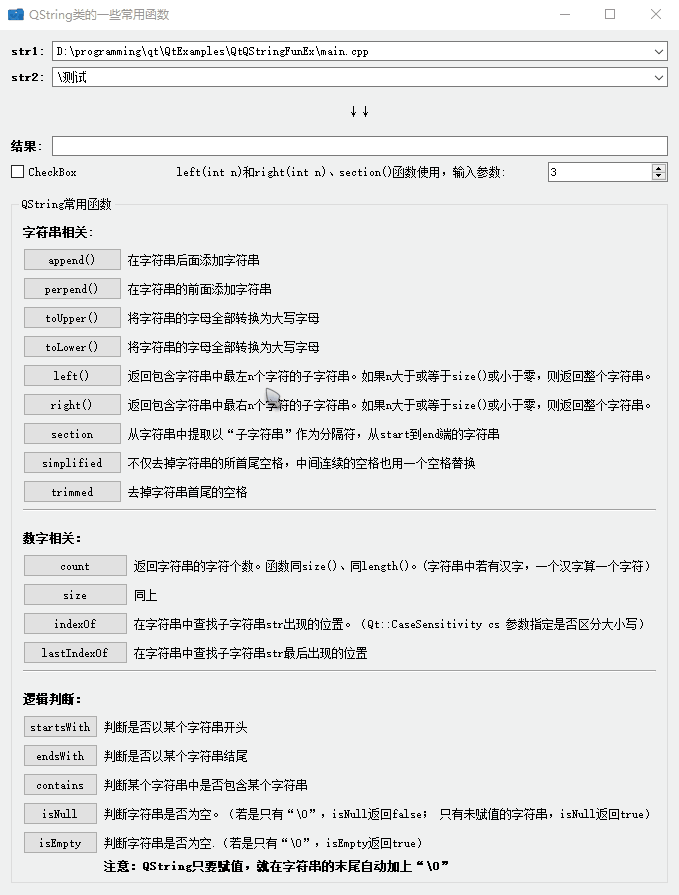 QString类的一些常用函数
str1: D:\programming\qt\QtExamples\QtQStringFunEx\main.cpp
str2: \测试
↓↓
结果:
CheckBox left(int n)和right(int n)、section()函数使用，输入参数: 3
QString常用函数
字符串相关:
append() 在字符串后面添加字符串
perpend() 在字符串的前面添加字符串
toUpper() 将字符串的字母全部转换为大写字母
toLower() 将字符串的字母全部转换为大写字母
left() 返回包含字符串中最左n个字符的子字符串。如果n大于或等于size()或小于零，则返回整个字符串。
right() 返回包含字符串中最右n个字符的子字符串。如果n大于或等于size()或小于零，则返回整个字符串。
section 从字符串中提取以“子字符串”作为分隔符，从start到end端的字符串
simplified 不仅去掉字符串的所首尾空格，中间连续的空格也用一个空格替换
trimmed 去掉字符串首尾的空格
数字相关:
count 返回字符串的字符个数。函数同size()、同length()。(字符串中若有汉字，一个汉字算一个字符)
size 同上
indexOf 在字符串中查找子字符串str出现的位置。（Qt::CaseSensitivity cs 参数指定是否区分大小写）
lastIndexOf 在字符串中查找子字符串str最后出现的位置
逻辑判断:
startsWith 判断是否以某个字符串开头
endsWith 判断是否以某个字符串结尾
contains 判断某个字符串中是否包含某个字符串
isNull 判断字符串是否为空。（若是只有“\0”，isNull返回false； 只有未赋值的字符串，isNull返回true）
isEmpty 判断字符串是否为空.（若是只有“\0”，isEmpty返回true）
注意：QString只要赋值，就在字符串的末尾自动加上“\0”